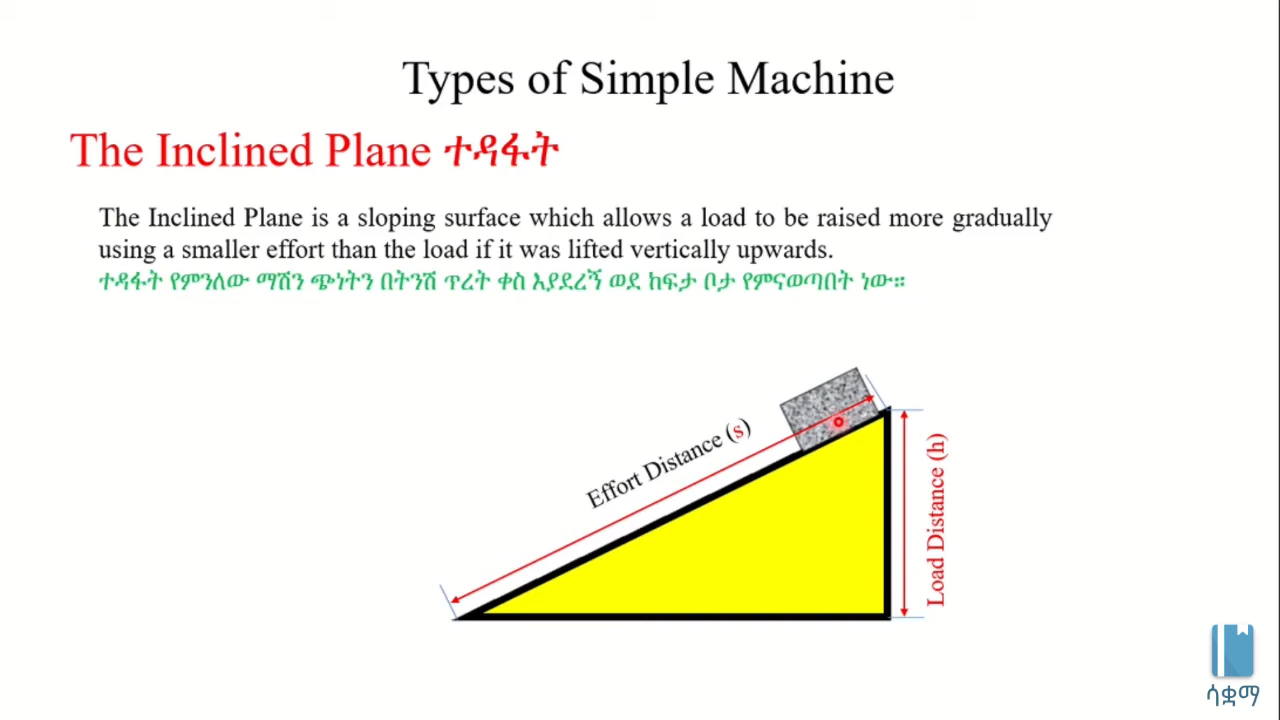 Types of Simple Machine
The Inclined Plane ተዳፋት
The Inclined Plane is a sloping surface which allows a load to be raised more gradually
using a smaller effort than the load if it was lifted vertically upwards.
ተዳፋት የምንለው ማሽን ጭነትን በትንሽ ጥረት ቀስ እያደረኝ ወደ ከፍታ ቦታ የምናወጣበት ነው።
Effort Distance (s)
Load Distance (h)
ሳቋማ